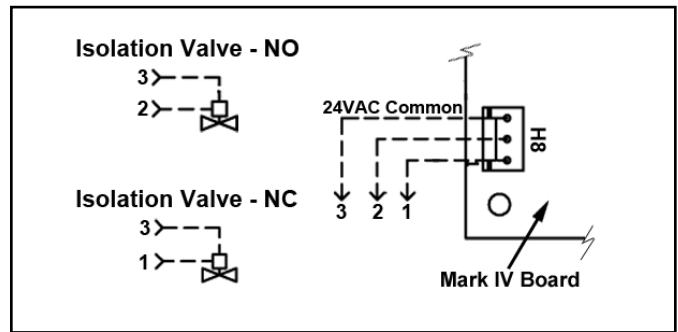 Isolation Valve - NO
3
2
24VAC Common
H8
3 2 1
Isolation Valve - NC
3
1
Mark IV Board